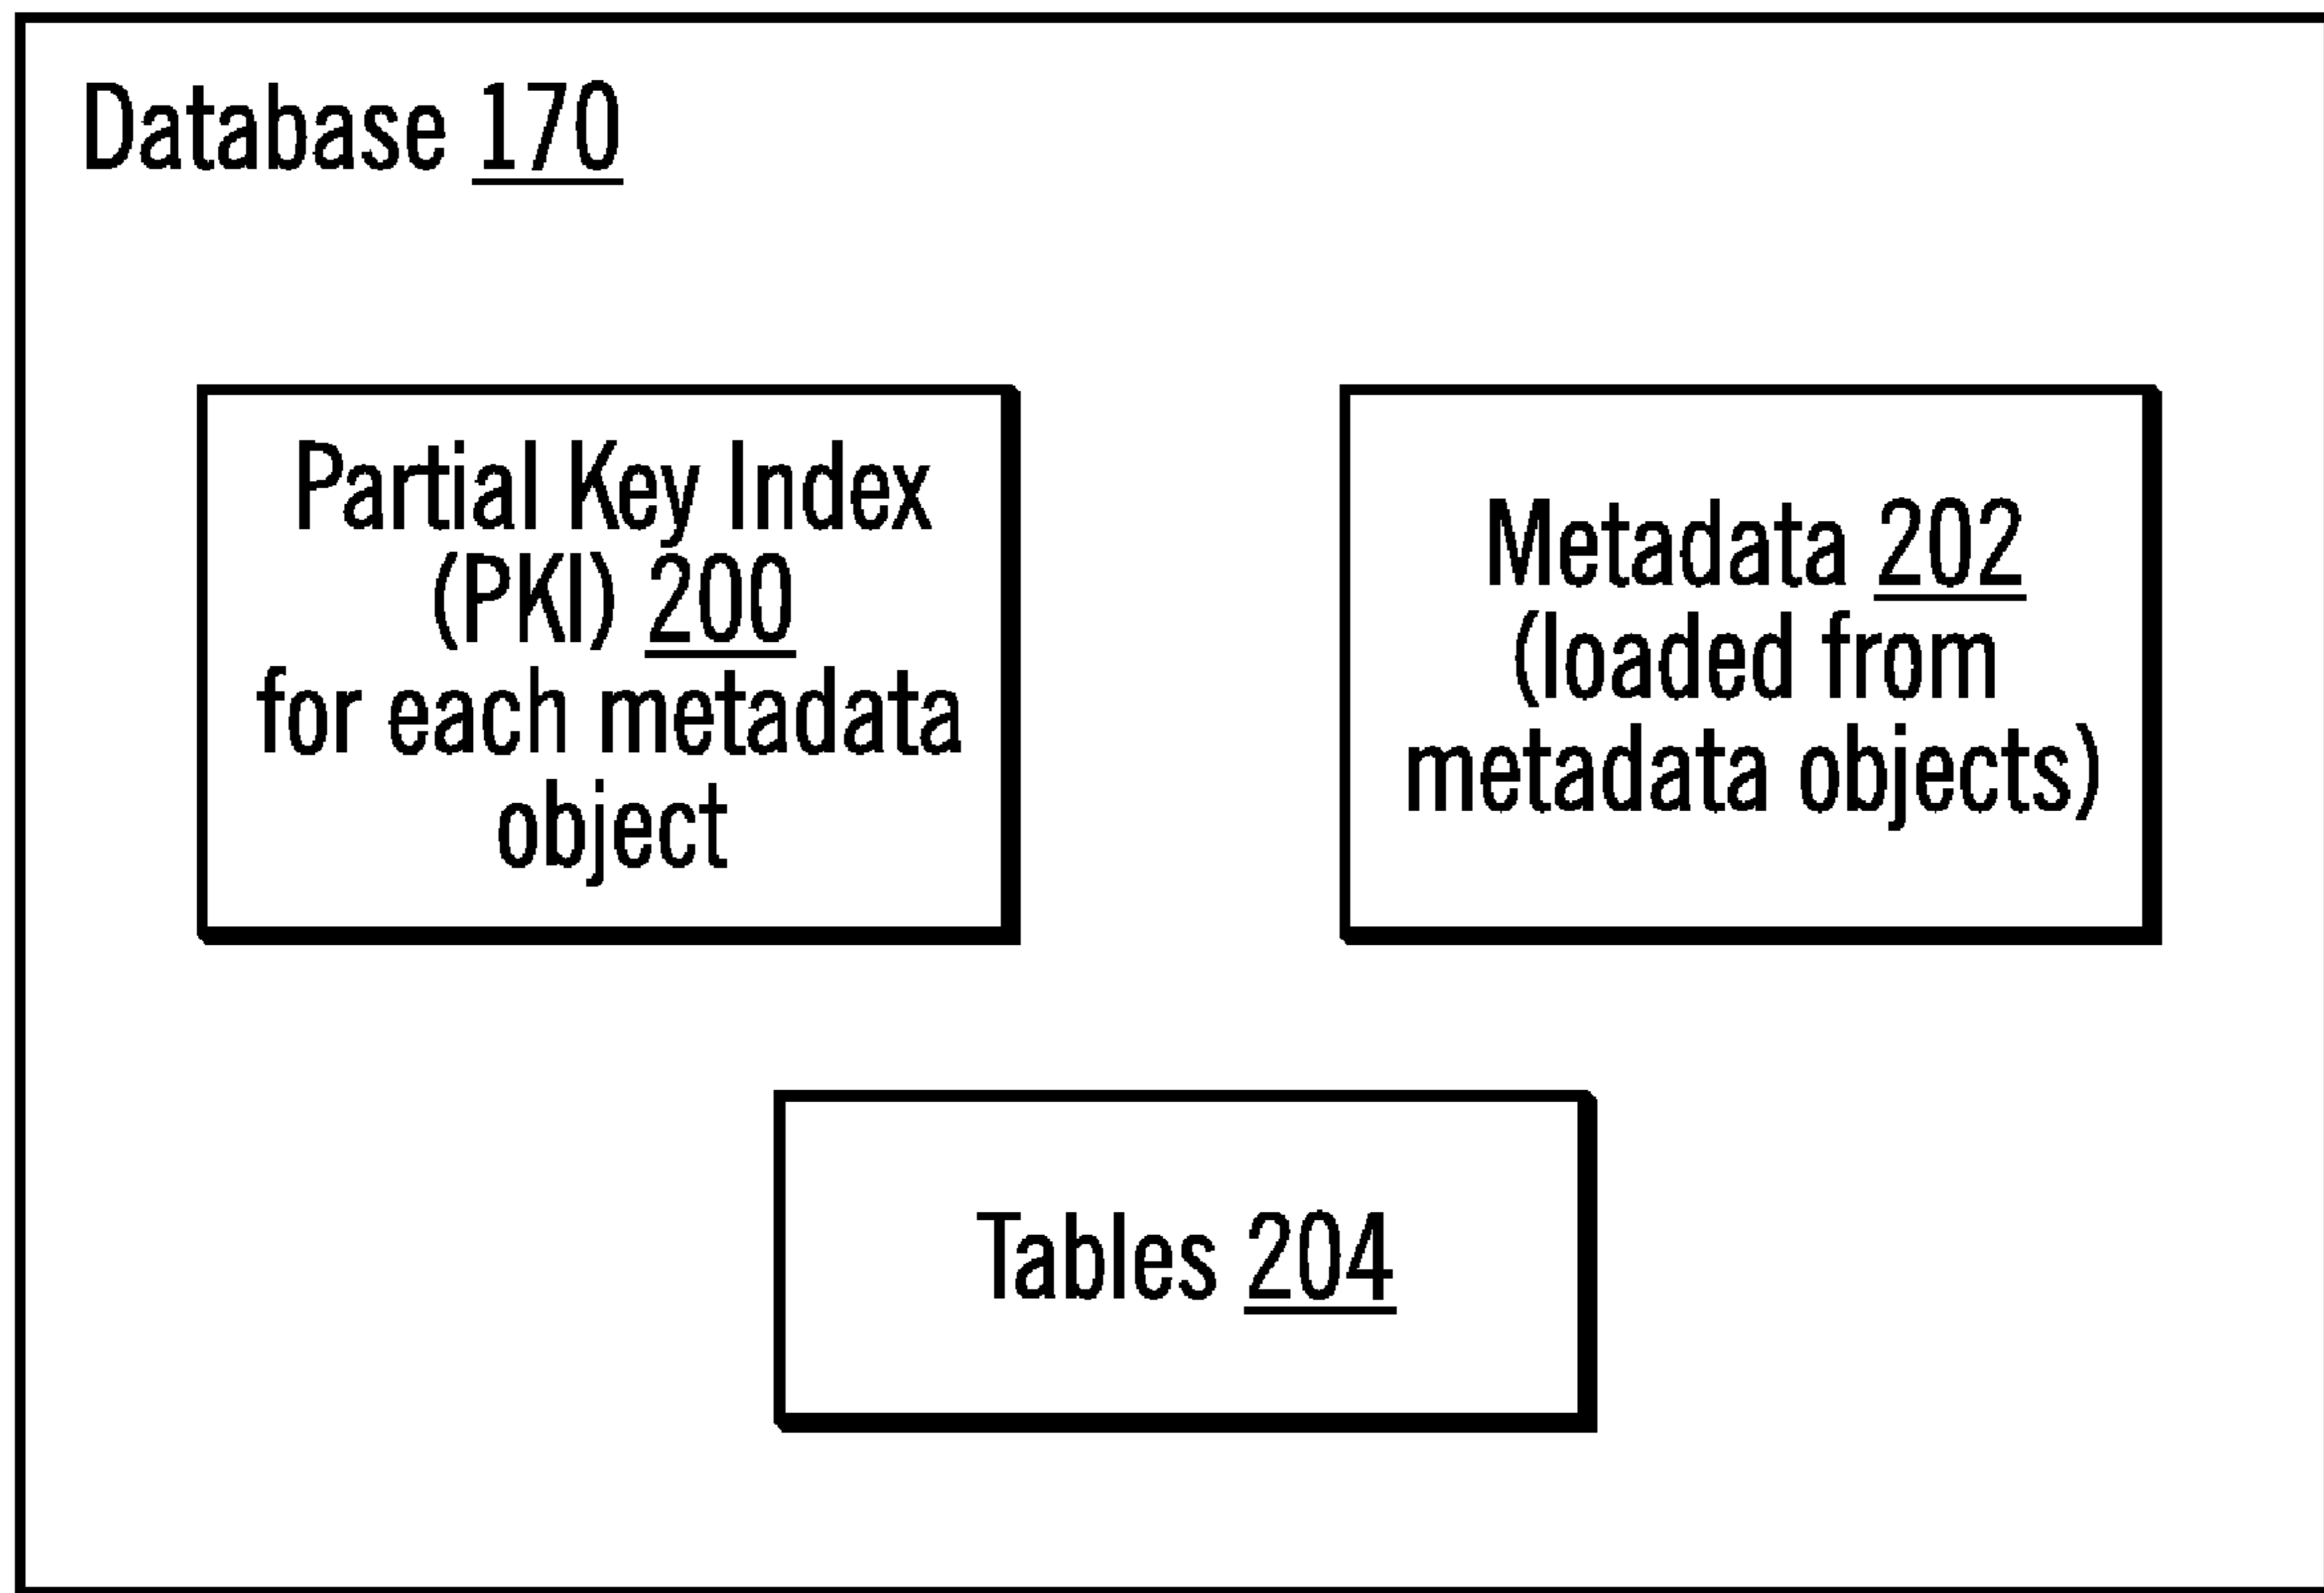 Database 170
Partial Key Index
(PKI) 200
for each metadata
object
Metadata 202
(loaded from
metadata objects)
Tables 204